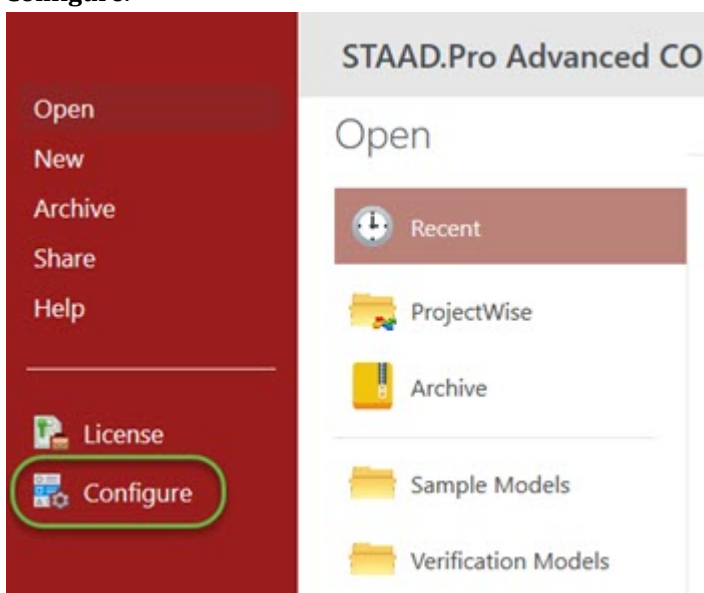 STAAD.Pro Advanced CO
Open
New
Archive
Share
Help
License
Configure
Open
Recent
ProjectWise
Archive
Sample Models
Verification Models